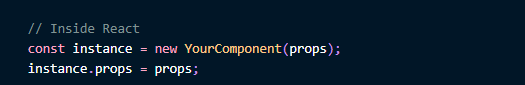 // Inside React
const instance = new YourComponent(props);
instance.props = props;